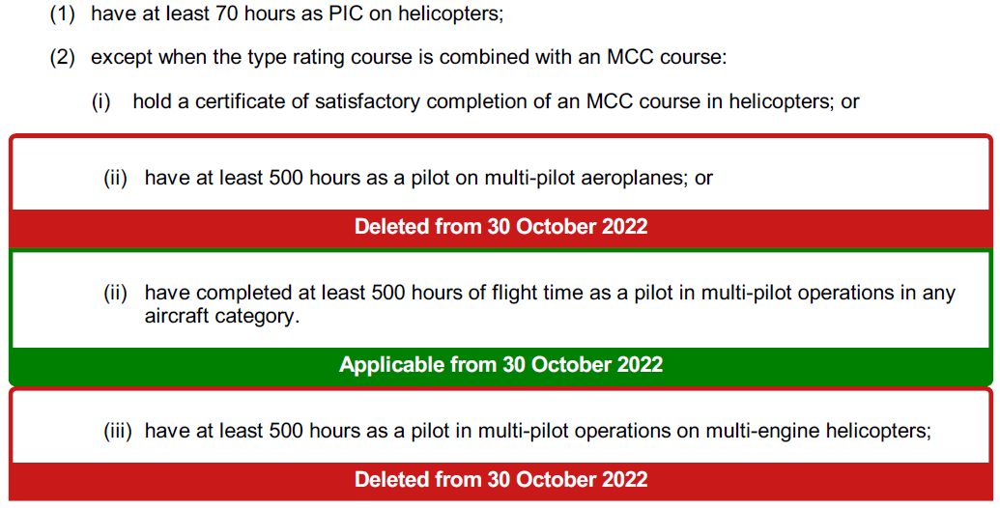 (1) have at least 70 hours as PIC on helicopters;
(2) except when the type rating course is combined with an MCC course:
(i) hold a certificate of satisfactory completion of an MCC course in helicopters; or
(ii) have at least 500 hours as a pilot on multi-pilot aeroplanes; or
Deleted from 30 October 2022
(ii) have completed at least 500 hours of flight time as a pilot in multi-pilot operations in any
aircraft category.
Applicable from 30 October 2022
(iii) have at least 500 hours as a pilot in multi-pilot operations on multi-engine helicopters;
Deleted from 30 October 2022